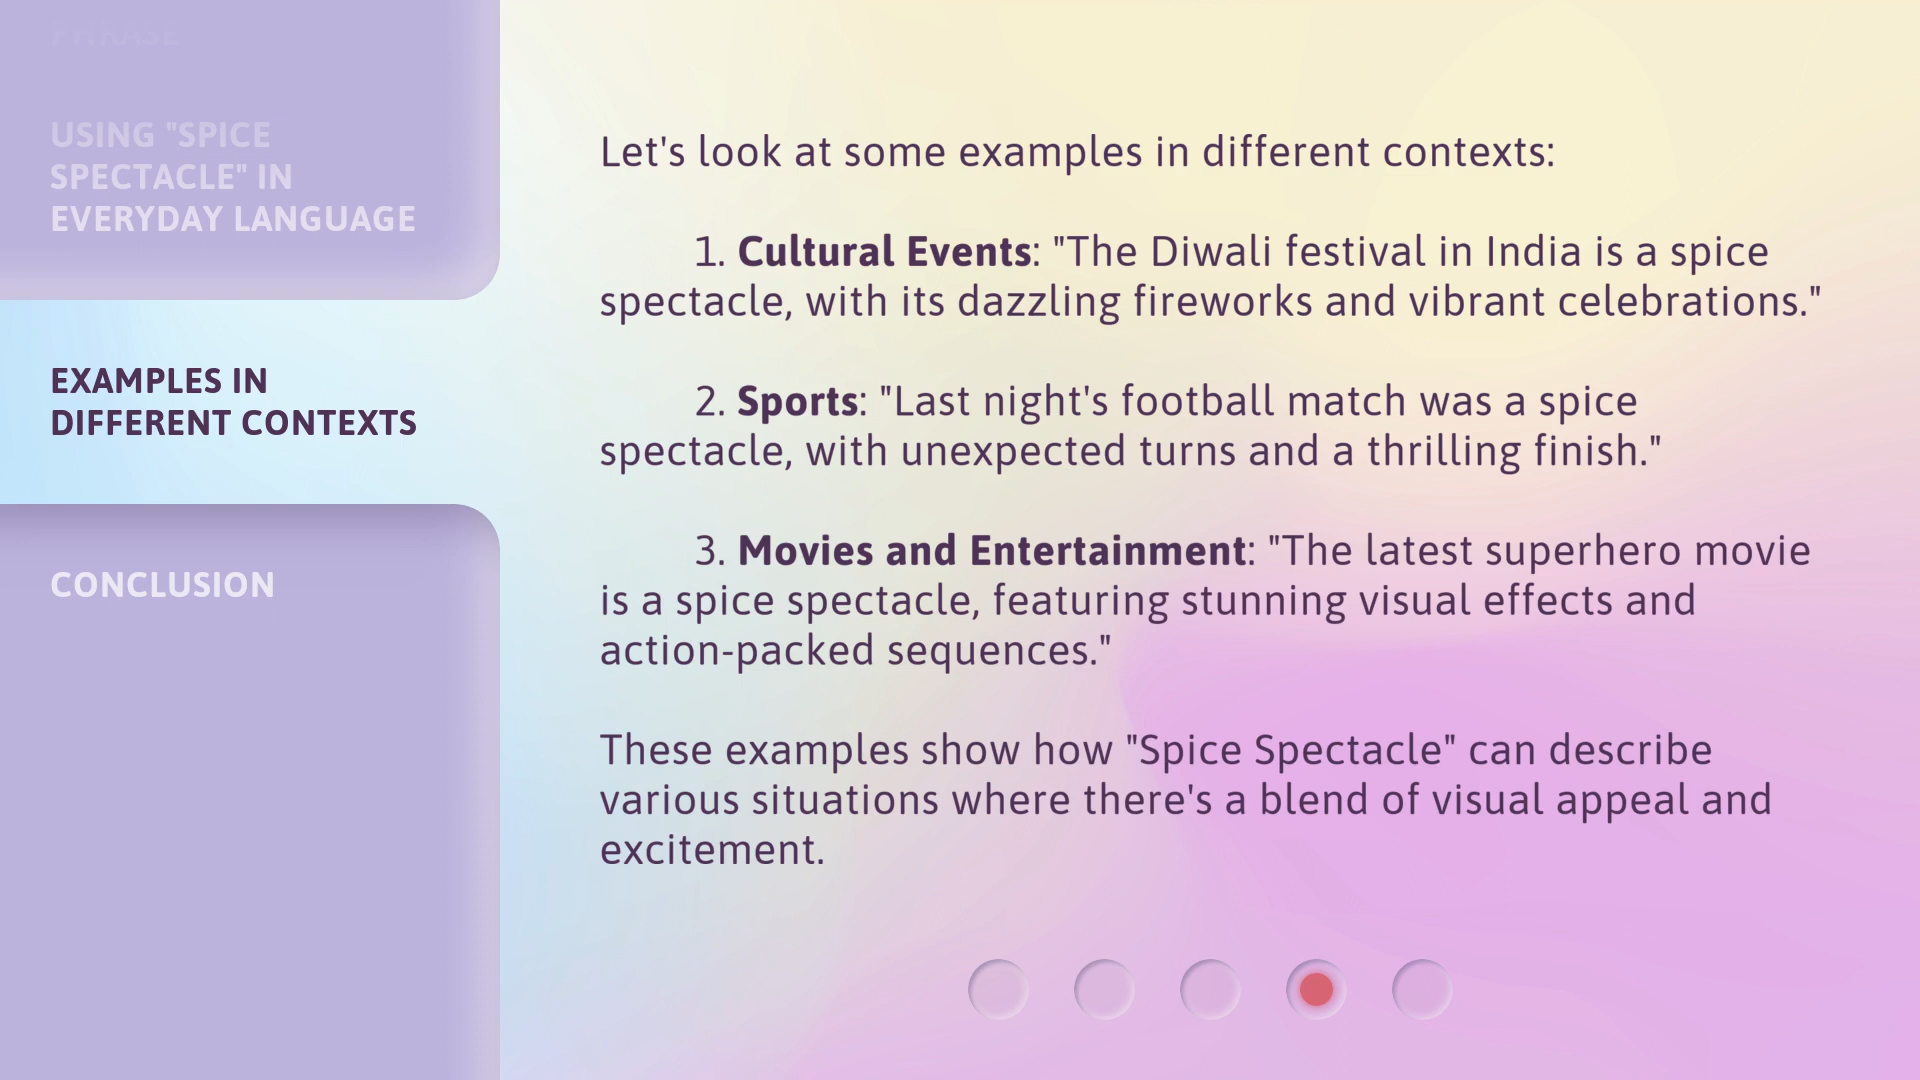 PHRASE
USING "SPICE
SPECTACLE" IN
EVERYDAY LANGUAGE
EXAMPLES IN
DIFFERENT CONTEXTS
CONCLUSION
Let's look at some examples in different contexts:
1. Cultural Events: "The Diwali festival in India is a spice
spectacle, with its dazzling fireworks and vibrant celebrations."
2. Sports: "Last night's football match was a spice
spectacle, with unexpected turns and a thrilling finish."
3. Movies and Entertainment: "The latest superhero movie
is a spice spectacle, featuring stunning visual effects and
action-packed sequences."
These examples show how "Spice Spectacle" can describe
various situations where there's a blend of visual appeal and
excitement.